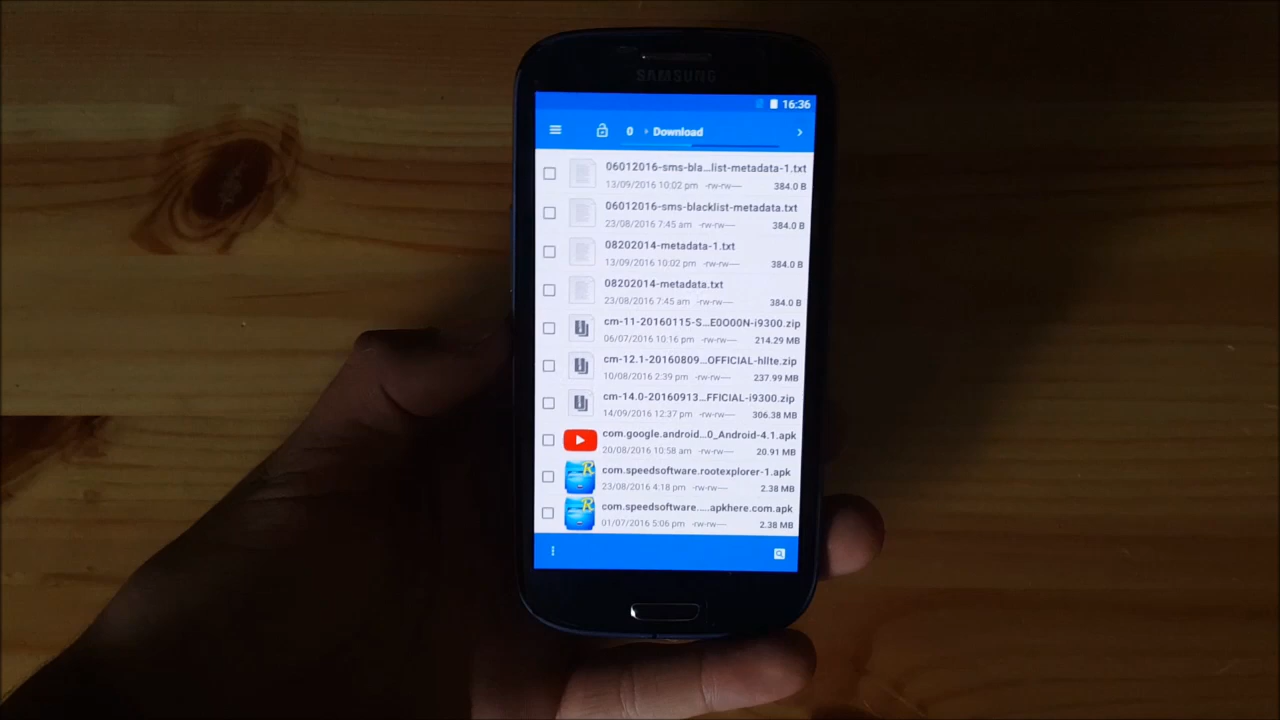 SAMSUNG
16:36
0 Download
06012016-sms-bla...list-metadata-1.txt
13/09/2016 10:02 pm -rw-rw---- 384.0 B
06012016-sms-blacklist-metadata.txt
23/08/2016 7:45 am -rw-rw---- 384.0 B
08202014-metadata-1.txt
13/09/2016 10:02 pm -rw-rw---- 384.0 B
08202014-metadata.txt
23/08/2016 7:45 am -rw-rw---- 384.0 B
cm-11-20160115-S...E0O00N-i9300.zip
06/07/2016 10:16 pm -rw-rw---- 214.29 MB
cm-12.1-20160809...OFFICIAL-hllte.zip
10/08/2016 2:39 pm -rw-rw---- 237.99 MB
cm-14.0-20160913...FFICIAL-i9300.zip
14/09/2016 12:37 pm -rw-rw---- 306.38 MB
com.google.android...0_Android-4.1.apk
20/08/2016 10:58 am -rw-rw---- 20.91 MB
com.speedsoftware.rootexplorer-1.apk
23/08/2016 4:18 pm -rw-rw---- 2.38 MB
com.speedsoftware.....apkhere.com.apk
01/07/2016 5:06 pm -rw-rw---- 2.38 MB